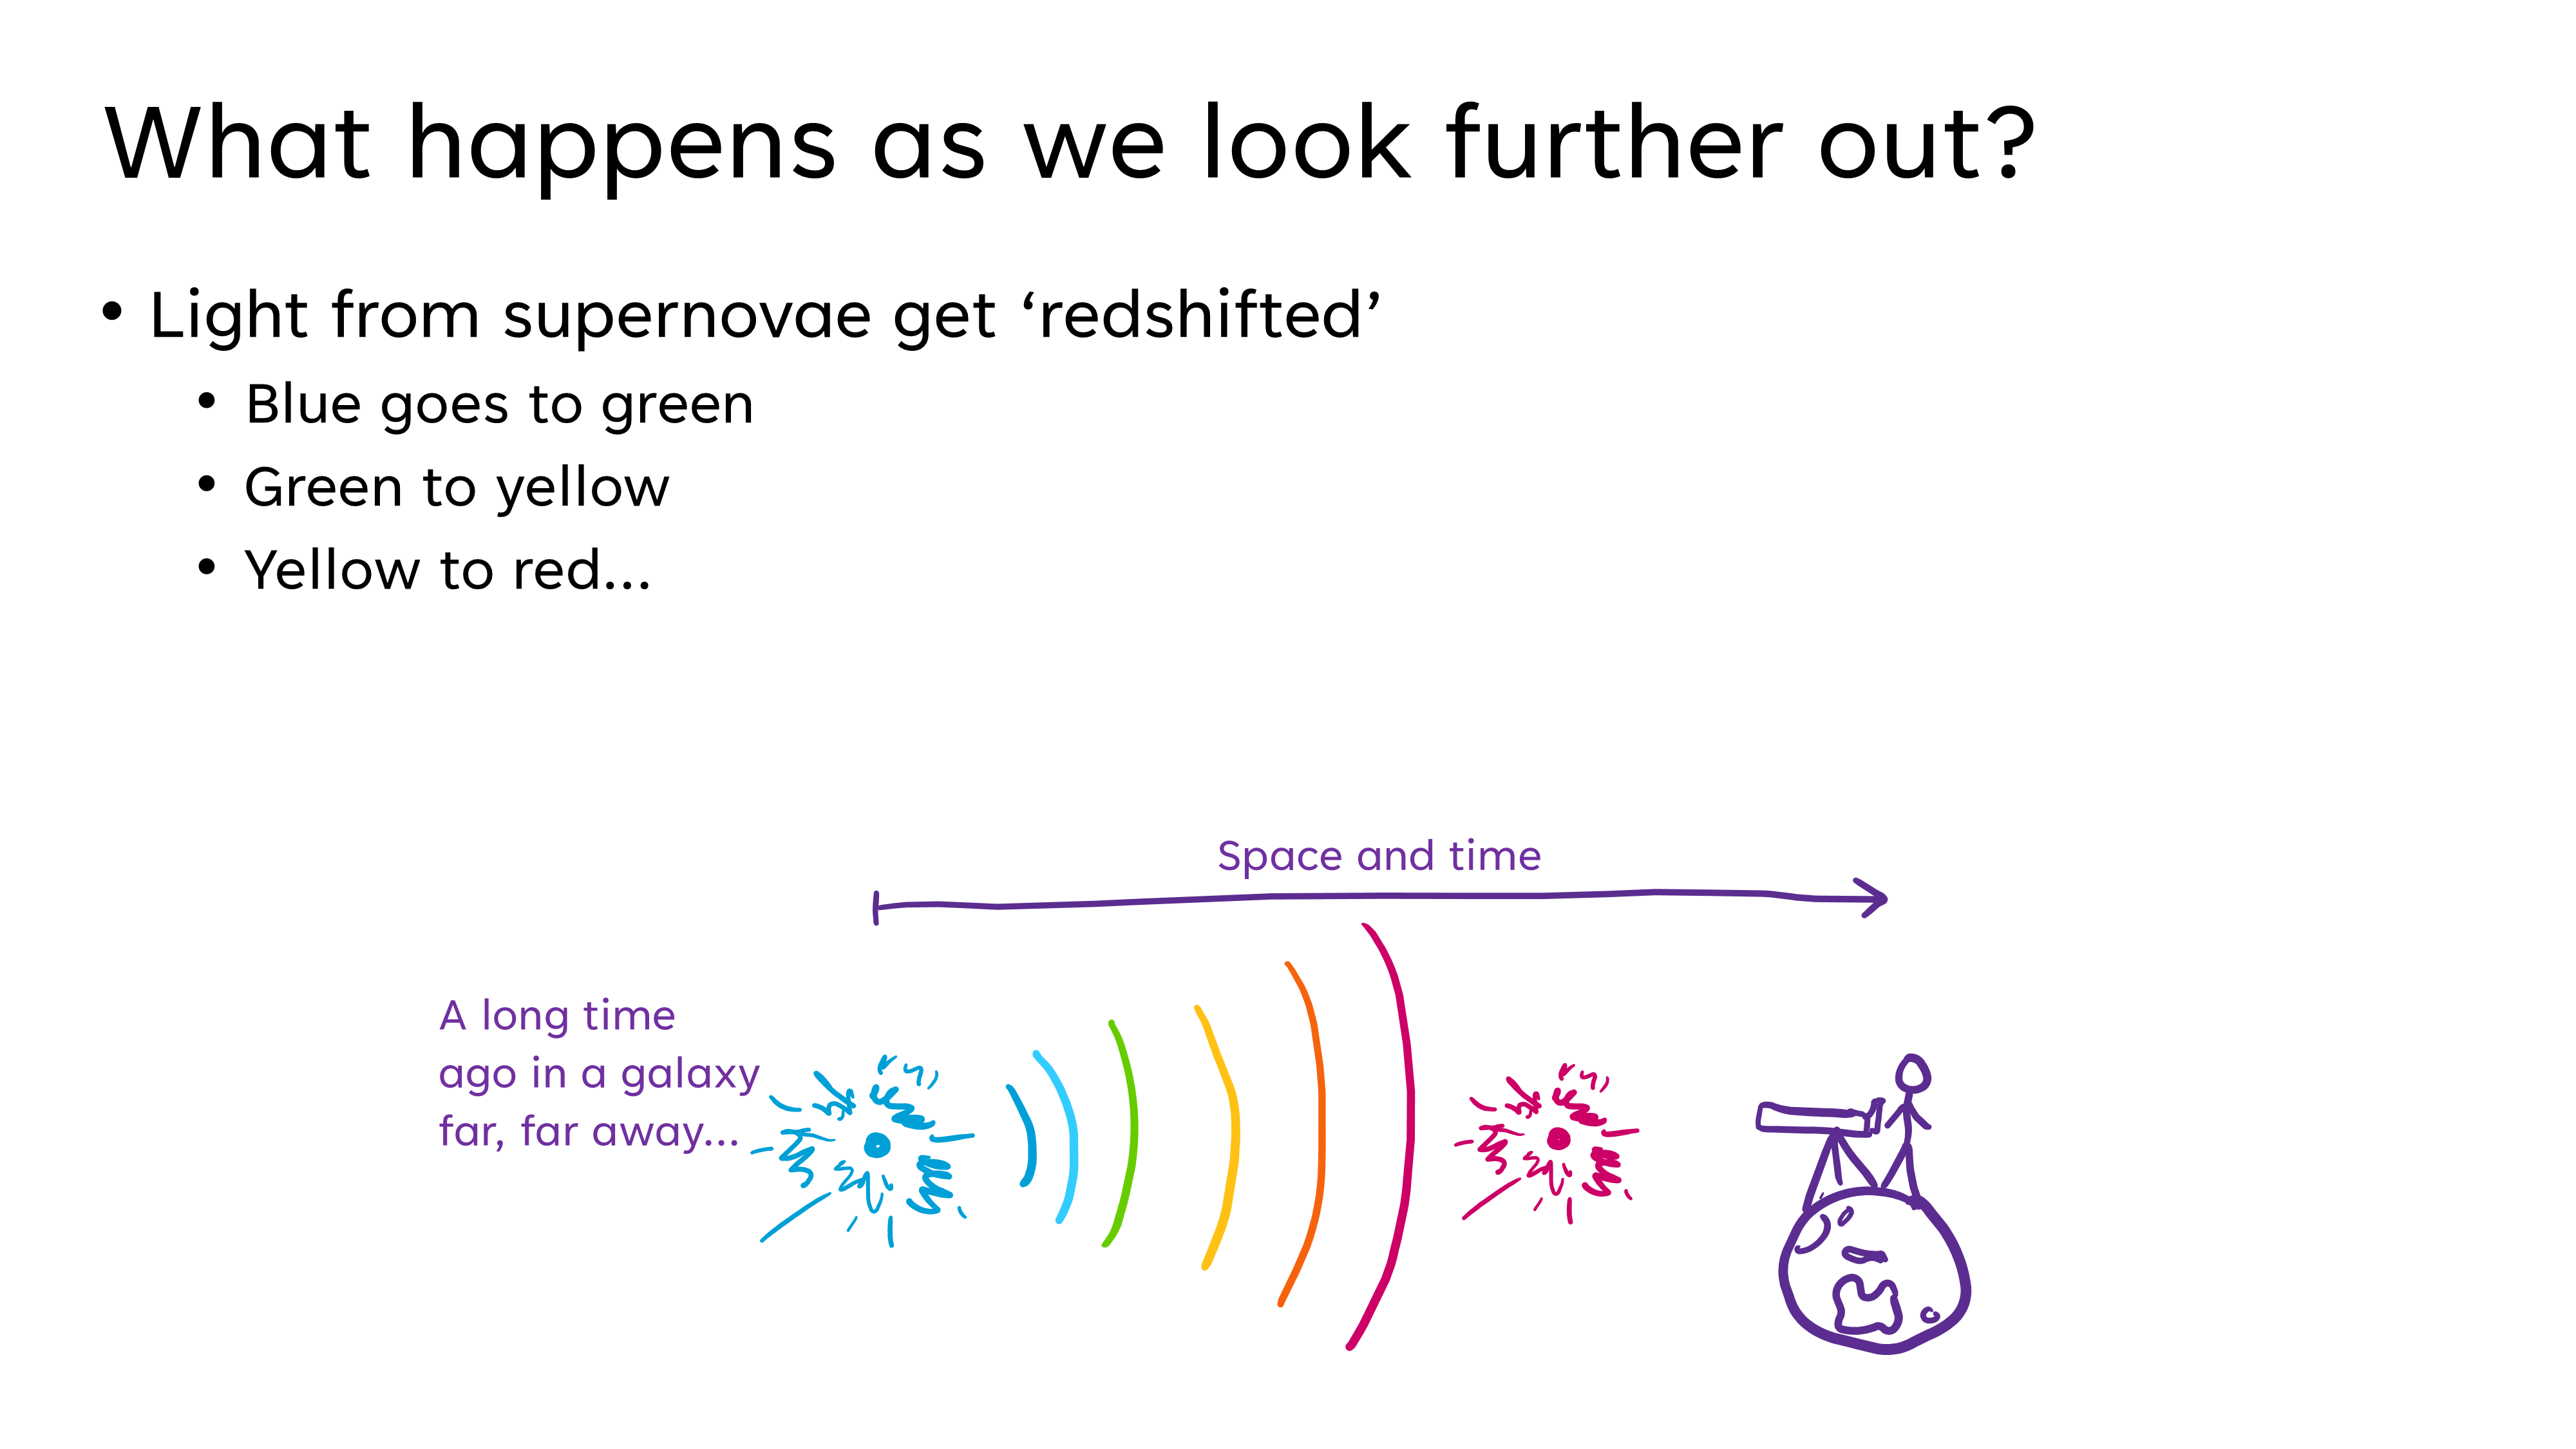 What happens as we look further out?
• Light from supernovae get ‘redshifted’
• Blue goes to green
• Green to yellow
• Yellow to red...
Space and time
A long time
ago in a galaxy
far, far away...